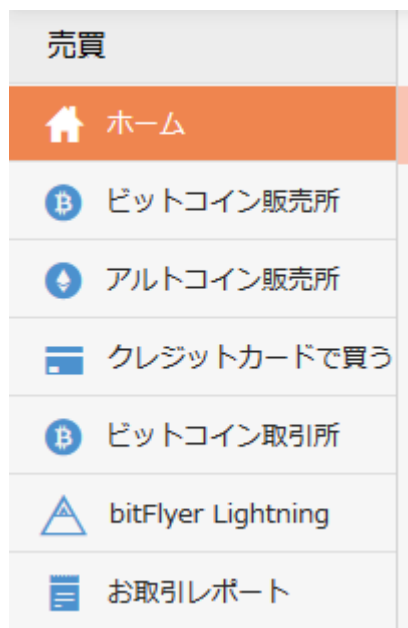 売買
ホーム
ビットコイン販売所
アルトコイン販売所
クレジットカードで買う
ビットコイン取引所
bitFlyer Lightning
お取引レポート